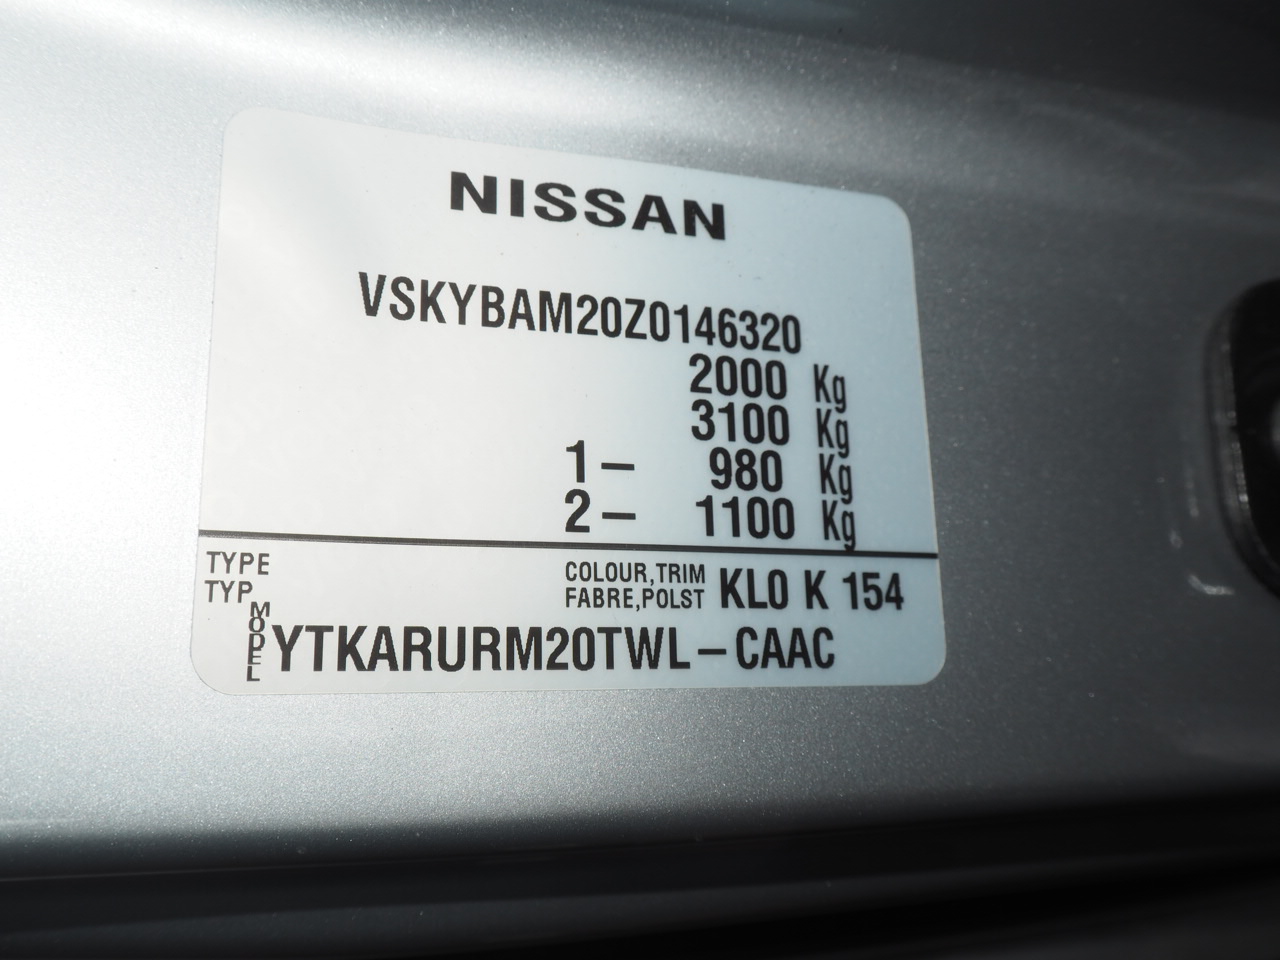 NISSAN
VSKYBAM20Z0146320
2000 Kg
3100 Kg
1– 980 Kg
2– 1100 Kg
TYPE
TYP
COLOUR,TRIM
FABRE,POLST
KL0 K 154
MODEL
YTKARURM20TWL–CAAC